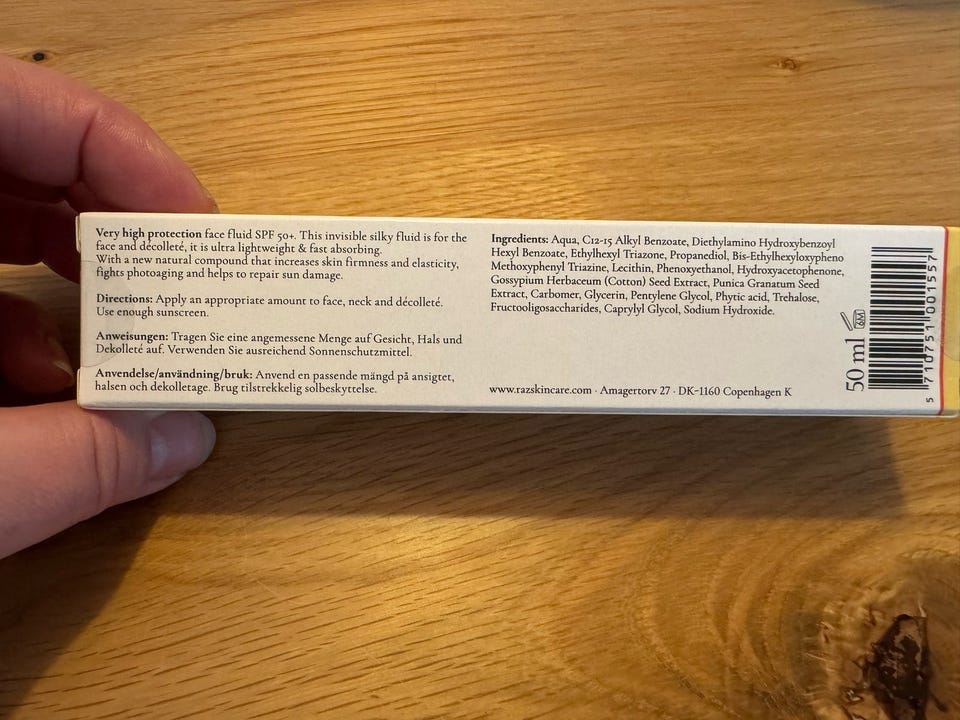 Very high protection face fluid SPF 50+. This invisible silky fluid is for the
face and décolleté, it is ultra lightweight & fast absorbing.
With a new natural compound that increases skin firmness and elasticity,
fights photoaging and helps to repair sun damage.
Directions: Apply an appropriate amount to face, neck and décolleté.
Use enough sunscreen.
Anweisungen: Tragen Sie eine angemessene Menge auf Gesicht, Hals und
Dekolleté auf. Verwenden Sie ausreichend Sonnenschutzmittel.
Anvendelse/användning/bruk: Anvend en passende mängd på ansigtet,
halsen och dekolletage. Brug tilstrekkelig solbeskyttelse.
Ingredients: Aqua, C12-15 Alkyl Benzoate, Diethylamino Hydroxybenzoyl
Hexyl Benzoate, Ethylhexyl Triazone, Propanediol, Bis-Ethylhexyloxypheno
Methoxyphenyl Triazine, Lecithin, Phenoxyethanol, Hydroxyacetophenone,
Gossypium Herbaceum (Cotton) Seed Extract, Punica Granatum Seed
Extract, Carbomer, Glycerin, Pentylene Glycol, Phytic acid, Trehalose,
Fructooligosaccharides, Caprylyl Glycol, Sodium Hydroxide.
www.razskincare.com · Amagertorv 27 · DK-1160 Copenhagen K
50 ml
6M
5 710751 001557